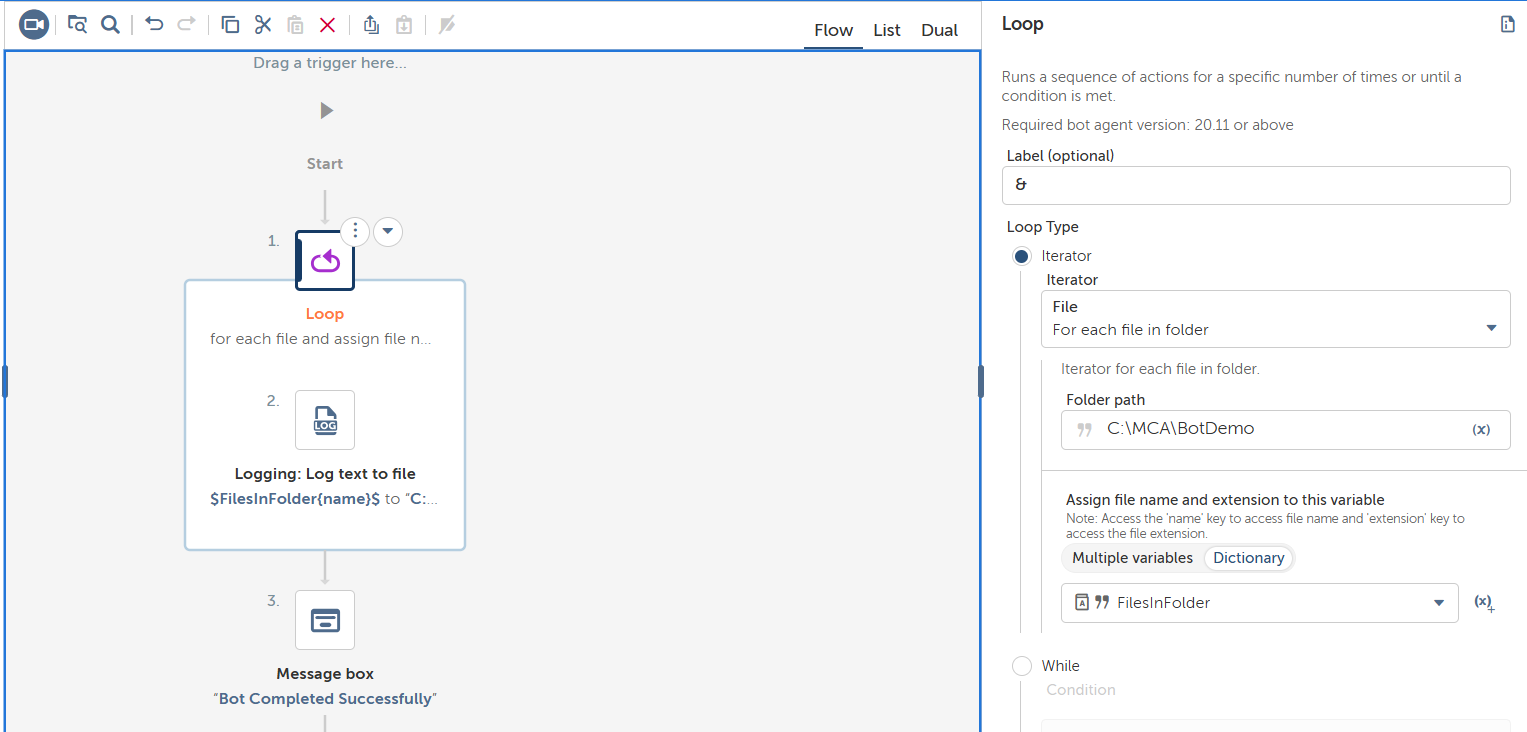 Flow List Dual
Drag a trigger here...
Start
1.
Loop
for each file and assign file n...
2.
LOG
Logging: Log text to file
$FilesInFolder{name}$ to “C:...
3.
Message box
“Bot Completed Successfully”
Loop
Runs a sequence of actions for a specific number of times or until a
condition is met.
Required bot agent version: 20.11 or above
Label (optional)
&
Loop Type
Iterator
Iterator
File
For each file in folder
Iterator for each file in folder.
Folder path
” C:\MCA\BotDemo (x)
Assign file name and extension to this variable
Note: Access the 'name' key to access file name and 'extension' key to
access the file extension.
Multiple variables Dictionary
A ” FilesInFolder (x)+
While
Condition